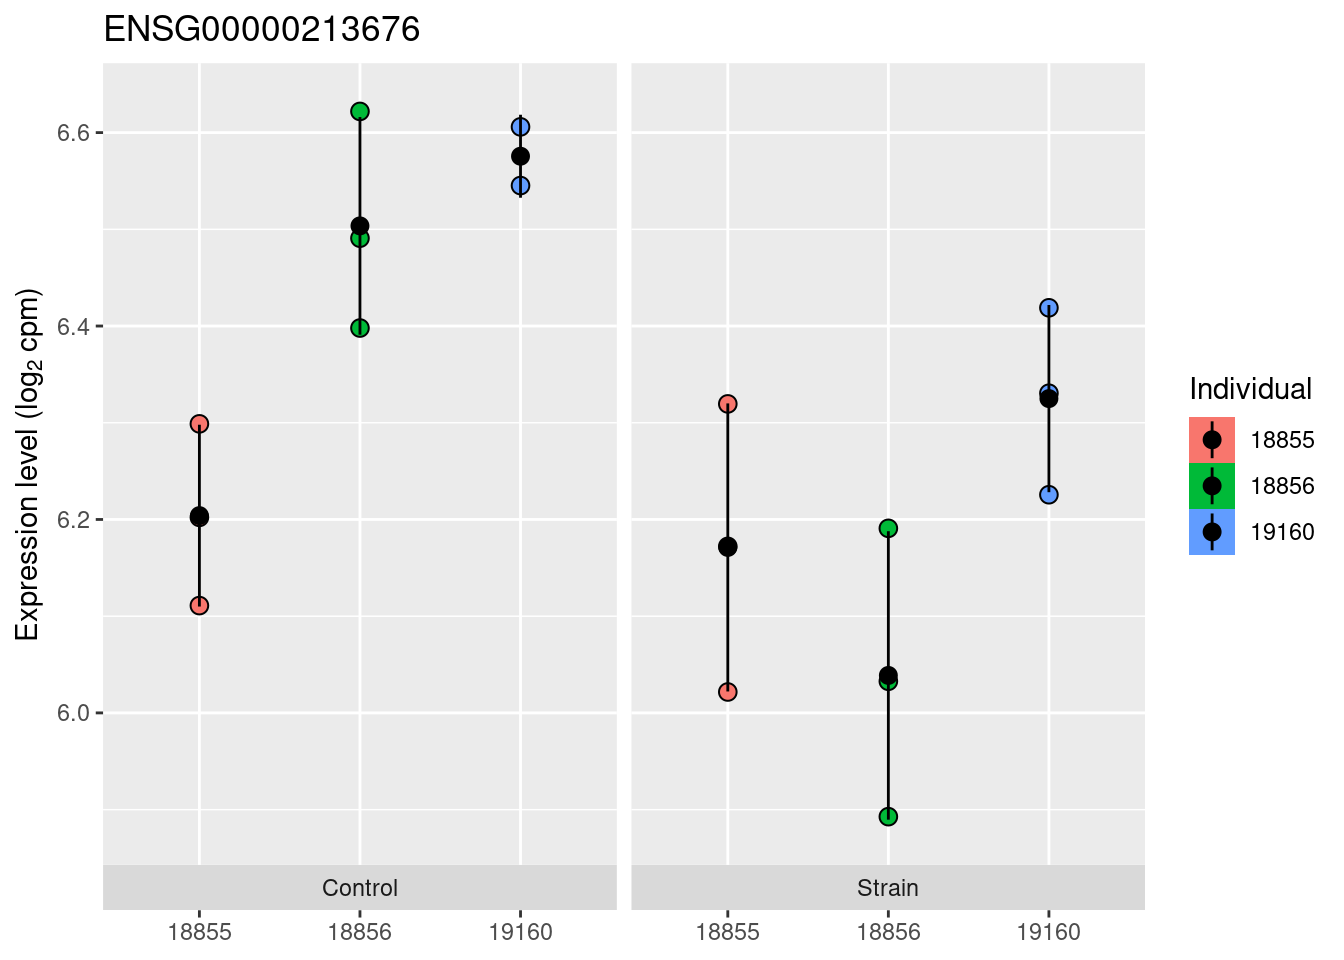 ENSG00000213676
Expression level (log₂ cpm)
6.6
6.4
6.2
6.0
Control
Strain
18855 18856 19160
18855 18856 19160
Individual
18855
18856
19160